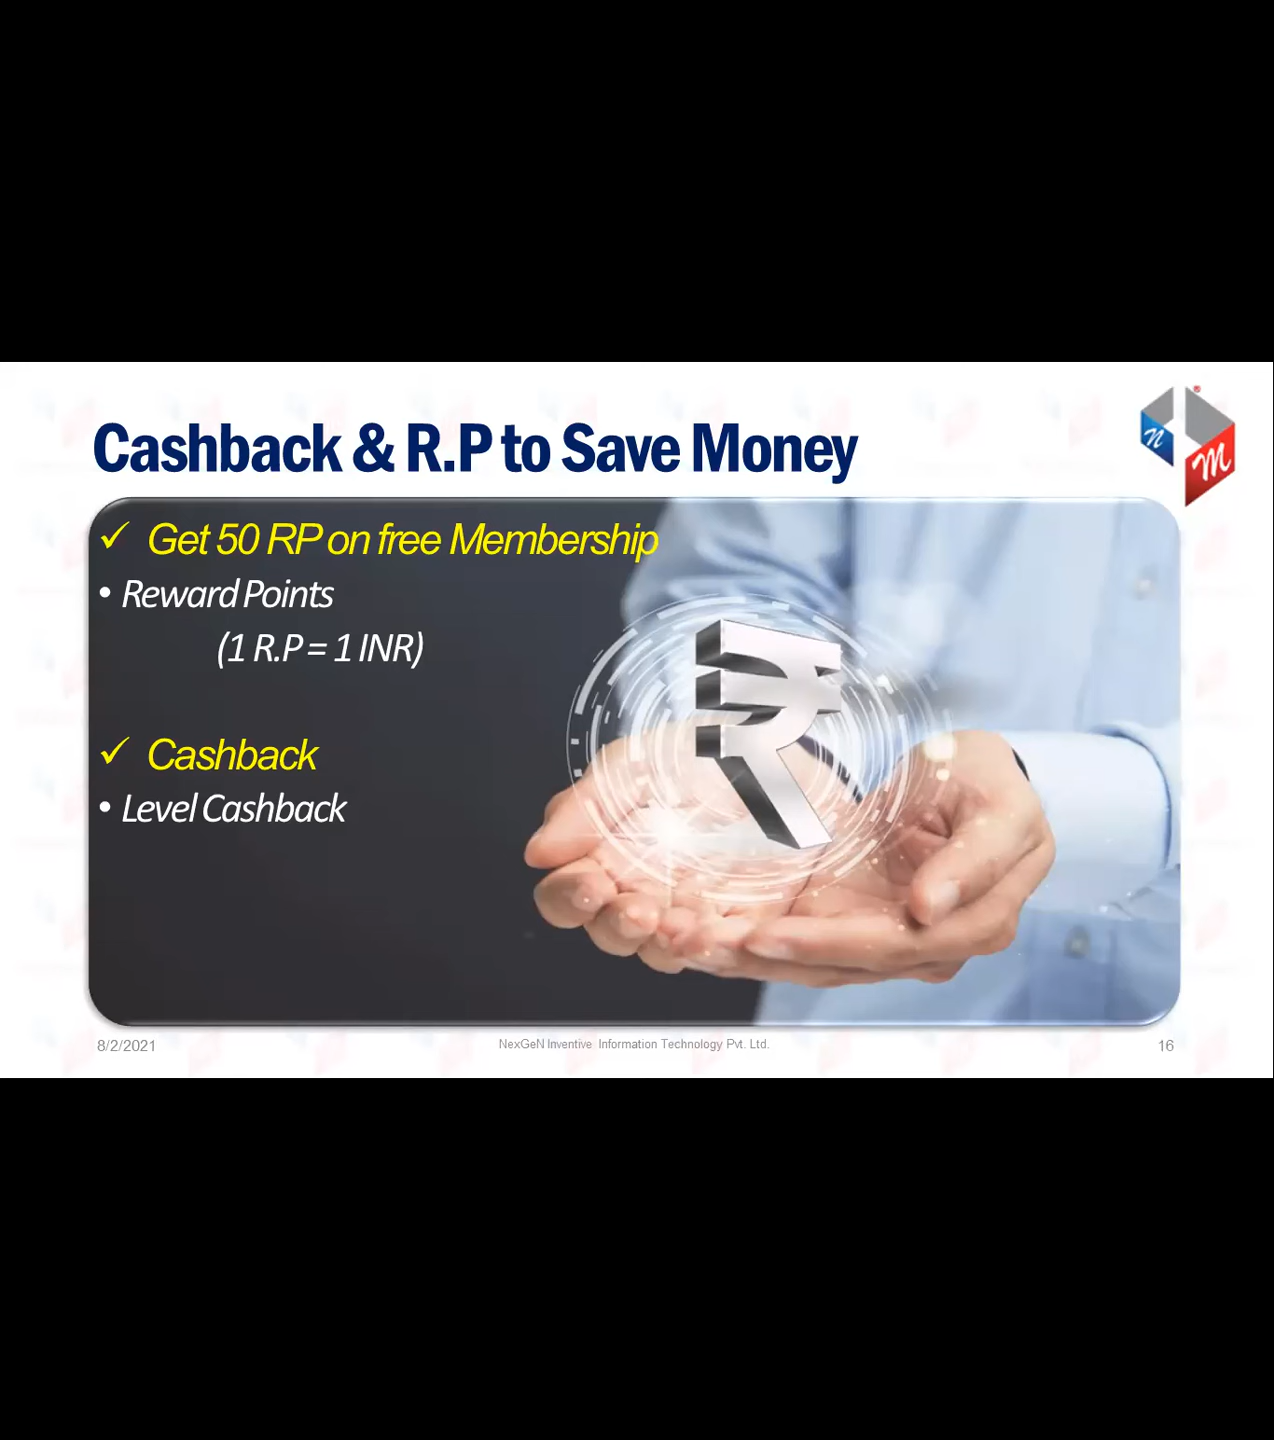 Cashback & R.P to Save Money
n
m
®
✓ Get 50 RP on free Membership
• Reward Points
(1 R.P = 1 INR)
✓ Cashback
• Level Cashback
₹
8/2/2021
NexGeN Inventive Information Technology Pvt. Ltd.
16